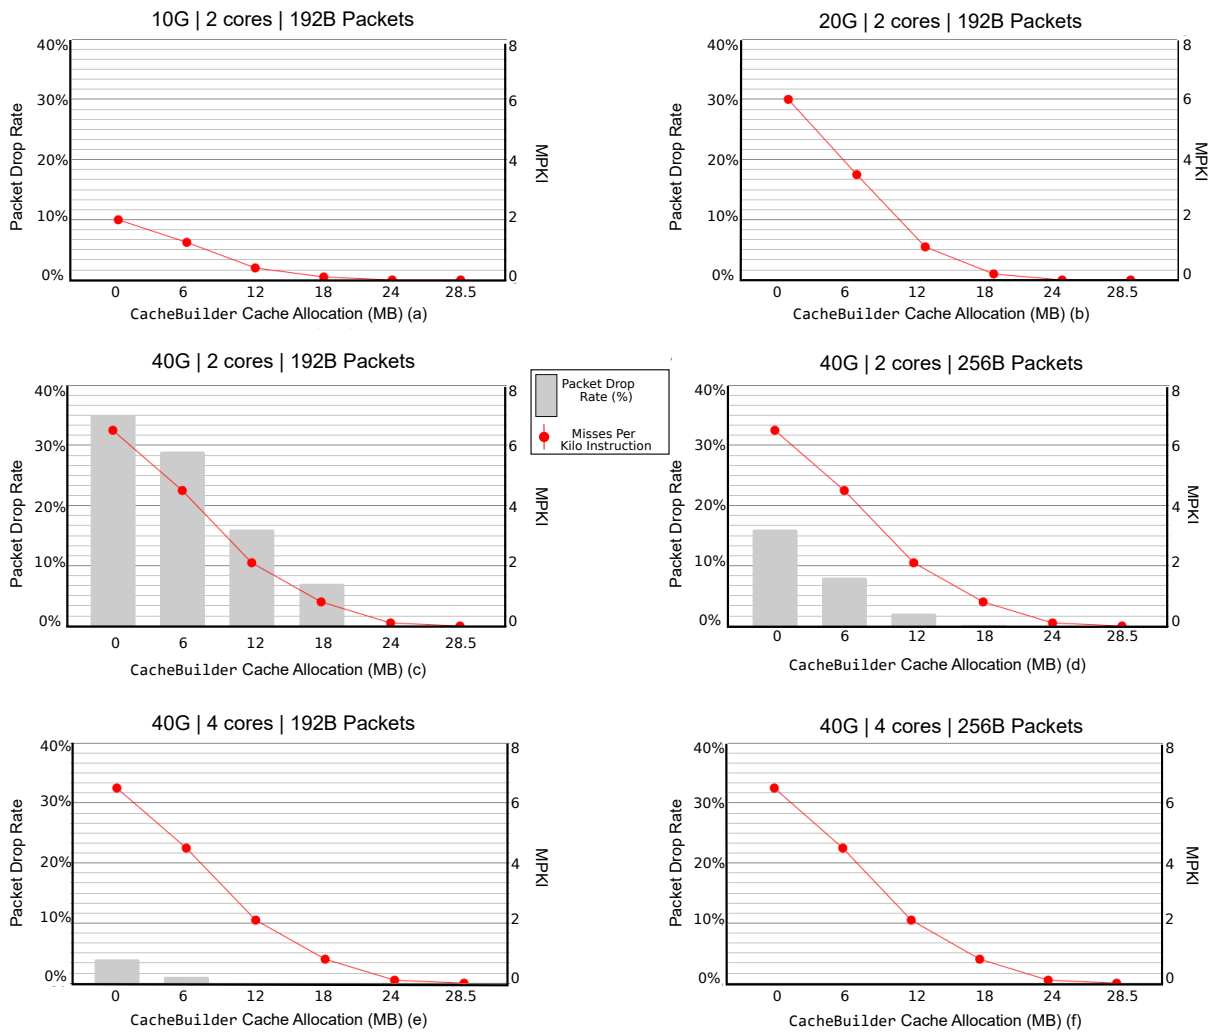 10G | 2 cores | 192B Packets
40%
30%
20%
10%
0%
Packet Drop Rate
8
6
4
2
0
MPKI
0 6 12 18 24 28.5
CacheBuilder Cache Allocation (MB) (a)
20G | 2 cores | 192B Packets
40%
30%
20%
10%
0%
Packet Drop Rate
8
6
4
2
0
MPKI
0 6 12 18 24 28.5
CacheBuilder Cache Allocation (MB) (b)
40G | 2 cores | 192B Packets
40%
30%
20%
10%
0%
Packet Drop Rate
8
6
4
2
0
MPKI
0 6 12 18 24 28.5
CacheBuilder Cache Allocation (MB) (c)
Packet Drop
Rate (%)
Misses Per
Kilo Instruction
40G | 2 cores | 256B Packets
40%
30%
20%
10%
0%
Packet Drop Rate
8
6
4
2
0
MPKI
0 6 12 18 24 28.5
CacheBuilder Cache Allocation (MB) (d)
40G | 4 cores | 192B Packets
40%
30%
20%
10%
0%
Packet Drop Rate
8
6
4
2
0
MPKI
0 6 12 18 24 28.5
CacheBuilder Cache Allocation (MB) (e)
40G | 4 cores | 256B Packets
40%
30%
20%
10%
0%
Packet Drop Rate
8
6
4
2
0
MPKI
0 6 12 18 24 28.5
CacheBuilder Cache Allocation (MB) (f)